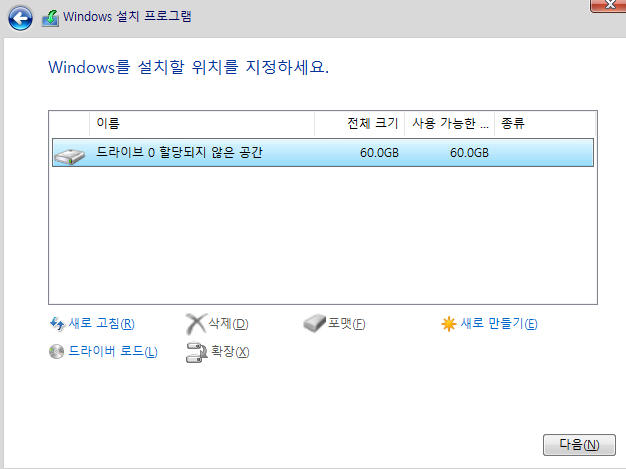 Windows 설치 프로그램
Windows를 설치할 위치를 지정하세요.
이름 전체 크기 사용 가능한 ... 종류
드라이브 0 할당되지 않은 공간 60.0GB 60.0GB
새로 고침(R) 삭제(D) 포맷(F) 새로 만들기(E)
드라이버 로드(L) 확장(X)
다음(N)